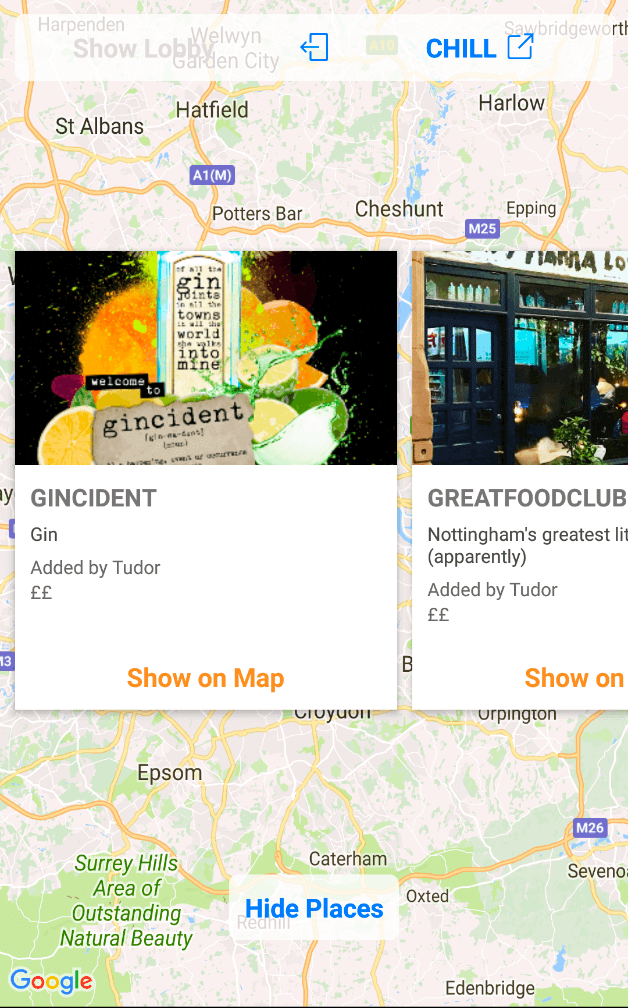 Harpenden
Sawbridgeworth
Show Lobby
Welwyn
Garden City
A10
CHILL
Hatfield
St Albans
Harlow
A1(M)
Potters Bar
Cheshunt
Epping
M25
of all the
gin
joints
in all the
towns
in all the
world
she walks
into
mine
welcome
to
gincident
[gin-sa-dent]
(noun)
GINCIDENT
Gin
Added by Tudor
££
Show on Map
GREATFOODCLUB
Nottingham's greatest lit
(apparently)
Added by Tudor
££
Show on
M3
B
Croydon
Orpington
Epsom
M26
Surrey Hills
Area of
Outstanding
Natural Beauty
Caterham
Sevenoa
Oxted
Hide Places
Redhill
Google
Edenbridge